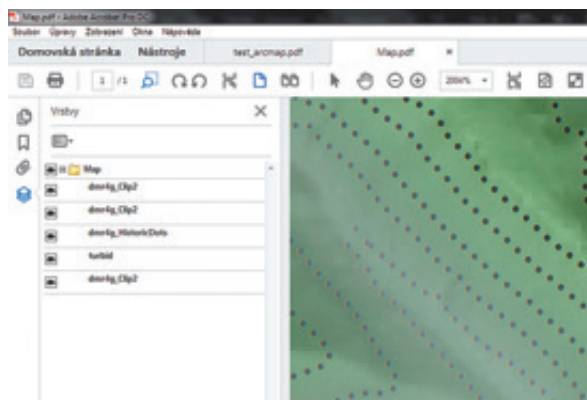 Map.pdf - Adobe Acrobat Pro DC
Soubor Úpravy Zobrazení Okna Nápověda
Domovská stránka Nástroje test_arcmap.pdf Map.pdf ×
1 /1 200%
Vrstvy
Map
dmr4g_Clip2
dmr4g_Clip2
dmr4g_HistoricDots
turbid
dmr4g_Clip2